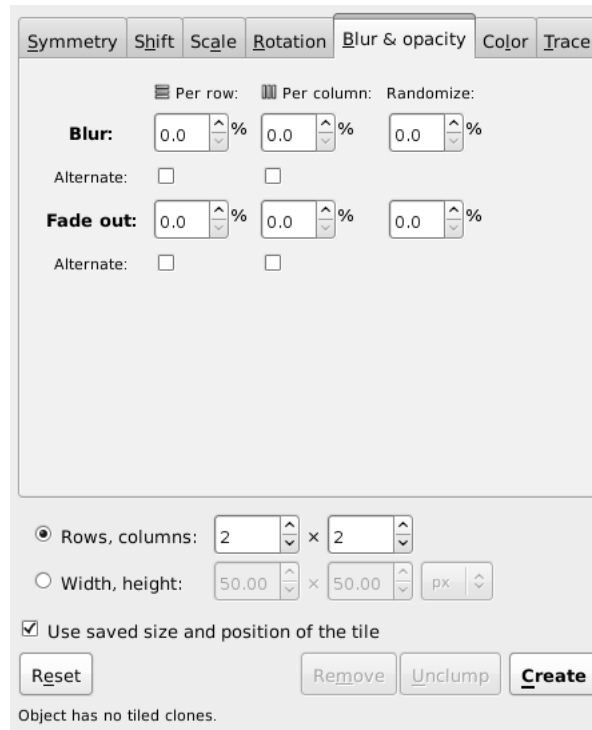 Symmetry Shift Scale Rotation Blur & opacity Color Trace
Per row: Per column: Randomize:
Blur: 0.0 % 0.0 % 0.0 %
Alternate:
Fade out: 0.0 % 0.0 % 0.0 %
Alternate:
Rows, columns: 2 × 2
Width, height: 50.00 × 50.00 px
Use saved size and position of the tile
Reset Remove Unclump Create
Object has no tiled clones.